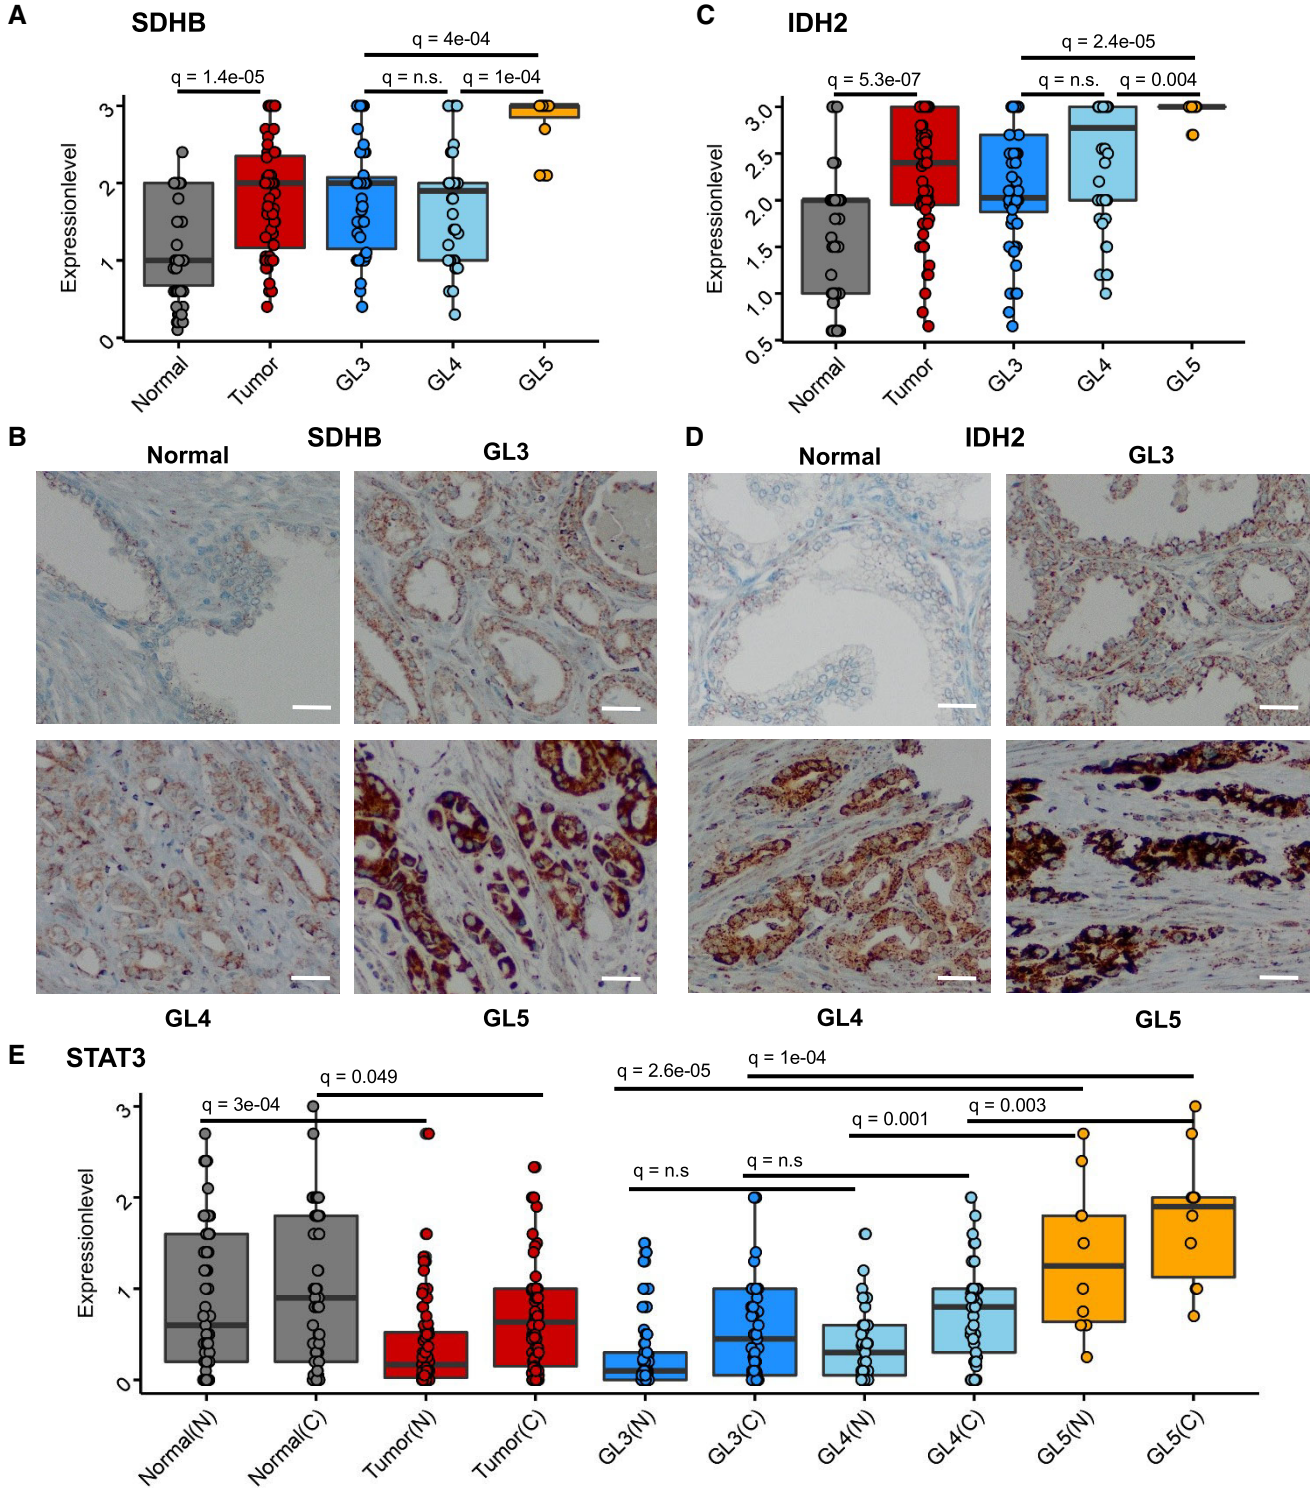 A
SDHB
q = 4e-04
q = 1.4e-05
q = n.s.
q = 1e-04
Expressionlevel
3
2
1
0
Normal
Tumor
GL3
GL4
GL5
C
IDH2
q = 2.4e-05
q = 5.3e-07
q = n.s.
q = 0.004
Expressionlevel
3.0
2.5
2.0
1.5
1.0
0.5
Normal
Tumor
GL3
GL4
GL5
B
SDHB
Normal
GL3
GL4
GL5
D
IDH2
Normal
GL3
GL4
GL5
E
STAT3
q = 1e-04
q = 2.6e-05
q = 0.049
q = 3e-04
q = 0.003
q = 0.001
q = n.s
q = n.s
Expressionlevel
3
2
1
0
Normal(N)
Normal(C)
Tumor(N)
Tumor(C)
GL3(N)
GL3(C)
GL4(N)
GL4(C)
GL5(N)
GL5(C)